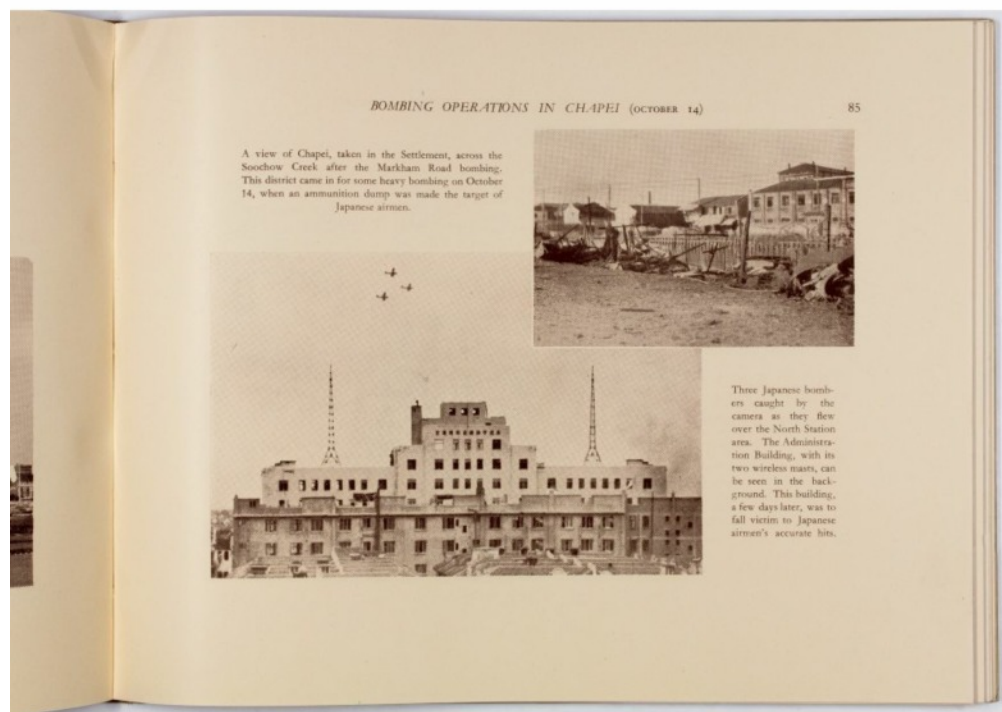 BOMBING OPERATIONS IN CHAPEI (OCTOBER 14)
85
A view of Chapei, taken in the Settlement, across the
Soochow Creek after the Markham Road bombing.
This district came in for some heavy bombing on October
14, when an ammunition dump was made the target of
Japanese airmen.
Three Japanese bomb-
ers caught by the
camera as they flew
over the North Station
area. The Administra-
tion Building, with its
two wireless masts, can
be seen in the back-
ground. This building,
a few days later, was to
fall victim to Japanese
airmen's accurate hits.